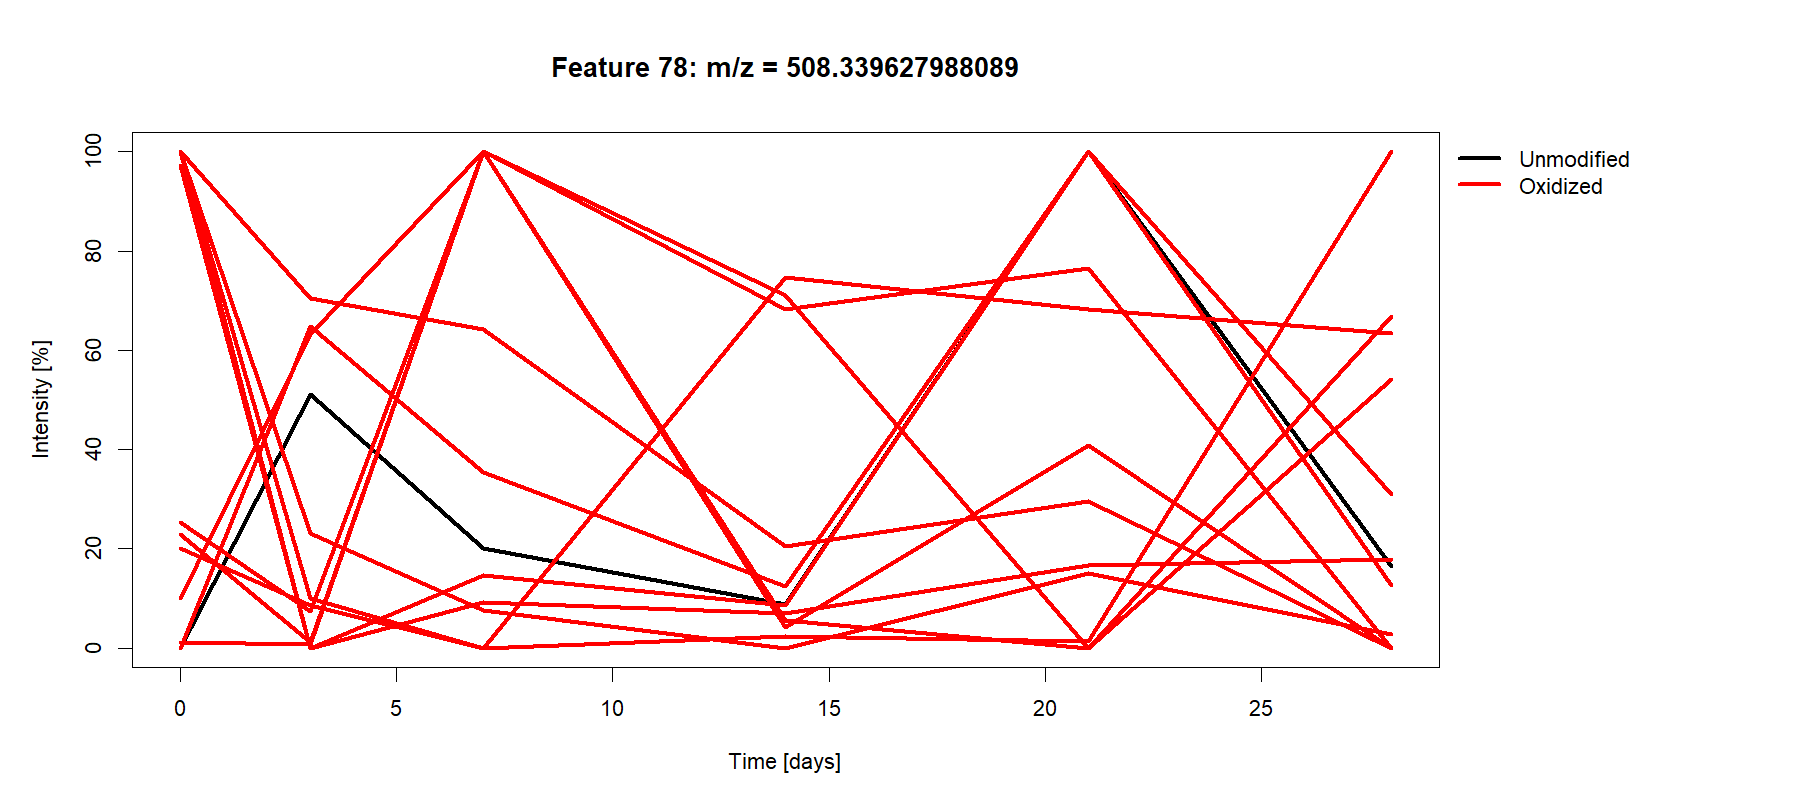 Feature 78: m/z = 508.339627988089
Unmodified
Oxidized
100
80
60
40
20
0
Intensity [%]
0 5 10 15 20 25
Time [days]